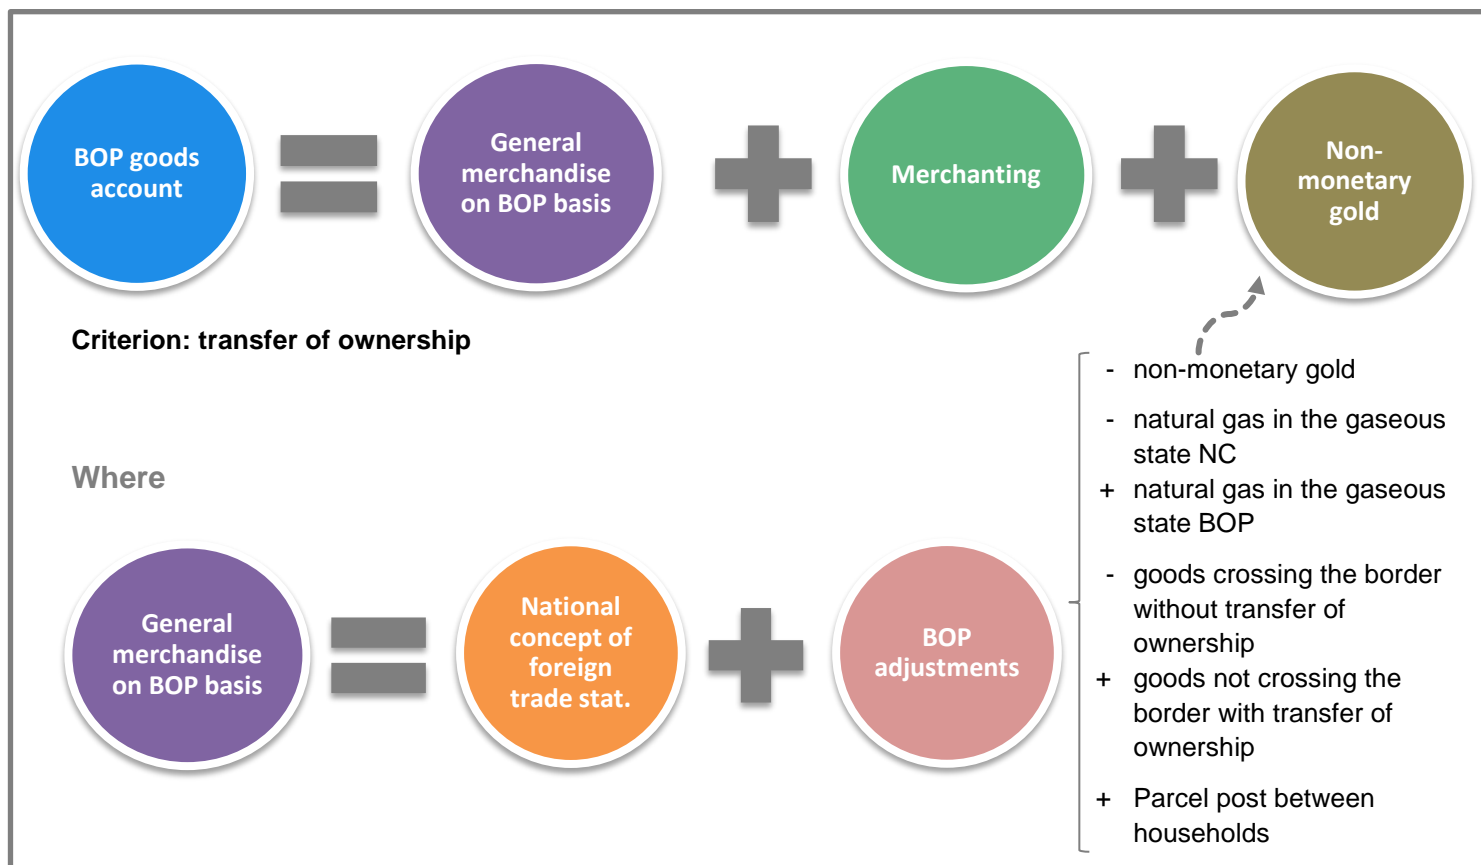 BOP goods
account
General
merchandise
on BOP basis
Merchanting
Non-
monetary
gold
Criterion: transfer of ownership
Where
General
merchandise
on BOP basis
National
concept of
foreign
trade stat.
BOP
adjustments
- non-monetary gold
- natural gas in the gaseous
state NC
+ natural gas in the gaseous
state BOP
- goods crossing the border
without transfer of
ownership
+ goods not crossing the
border with transfer of
ownership
+ Parcel post between
households